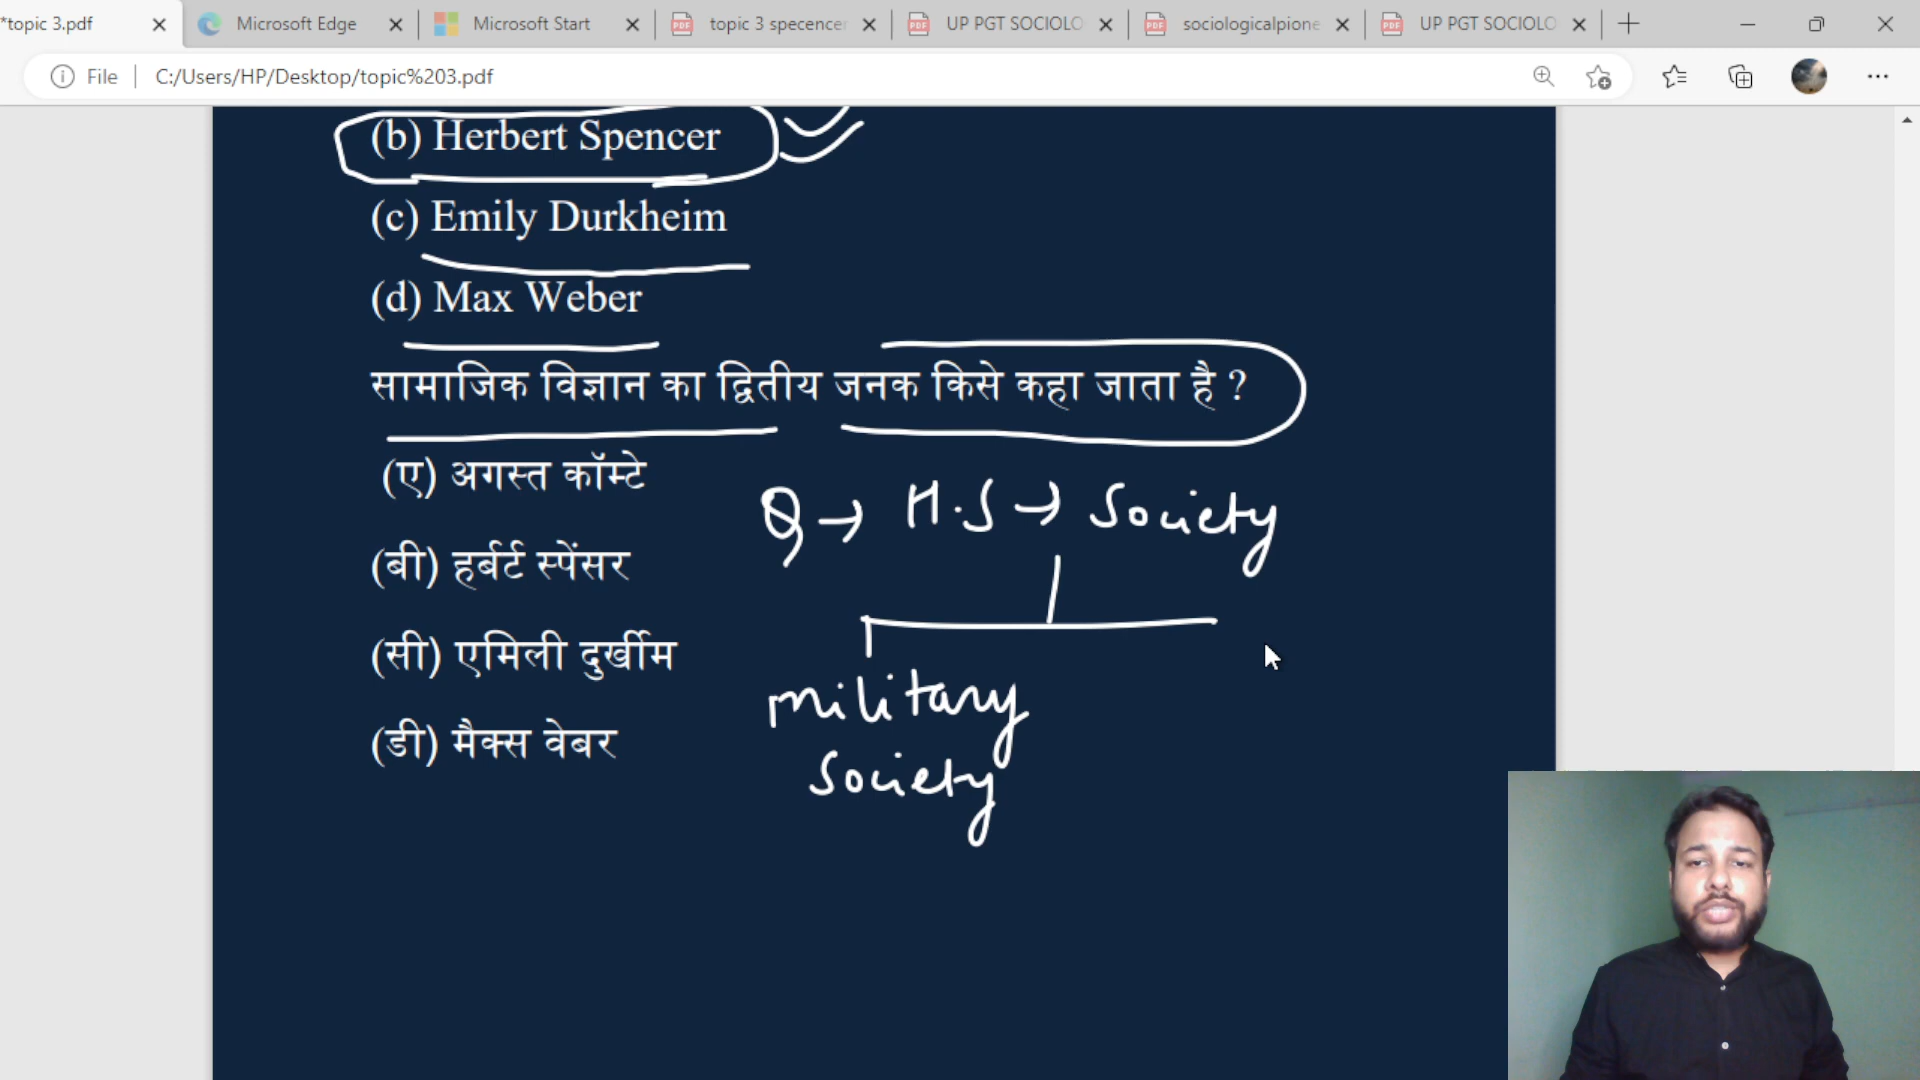 *topic 3.pdf
Microsoft Edge
Microsoft Start
topic 3 specencer
UP PGT SOCIOLO
sociologicalpione
UP PGT SOCIOLO
File
C:/Users/HP/Desktop/topic%203.pdf
(b) Herbert Spencer
(c) Emily Durkheim
(d) Max Weber
सामाजिक विज्ञान का द्वितीय जनक किसे कहा जाता है ?
(ए) अगस्त कॉम्टे
(बी) हर्बर्ट स्पेंसर
(सी) एमिली दुर्खीम
(डी) मैक्स वेबर
Q → H.S → Society
military
Society